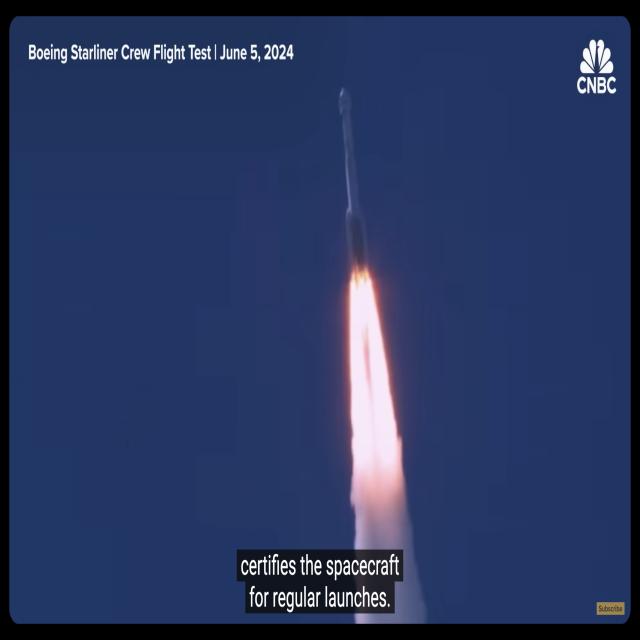 Boeing Starliner Crew Flight Test | June 5, 2024
CNBC
certifies the spacecraft
for regular launches.
Subscribe